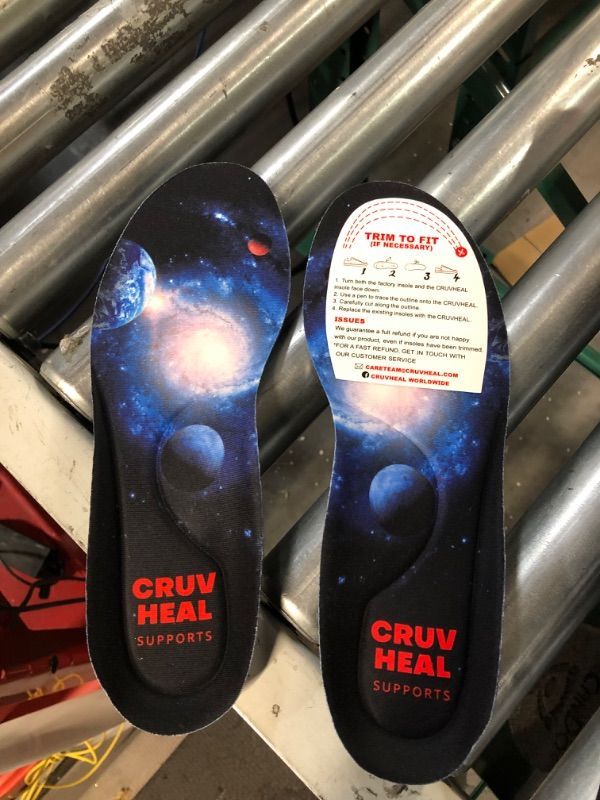 TRIM TO FIT
(IF NECESSARY)
1 2 3 4
1. Turn both the factory insole and the CRUVHEAL
insole face down.
2. Use a pen to trace the outline onto the CRUVHEAL
3. Carefully cut along the outline.
4. Replace the existing insoles with the CRUVHEAL.
ISSUES
We guarantee a full refund if you are not happy
with our product, even if insoles have been trimmed.
*FOR A FAST REFUND, GET IN TOUCH WITH
OUR CUSTOMER SERVICE
CARETEAM@CRUVHEAL.COM
CRUVHEAL WORLDWIDE
CRUV
HEAL
SUPPORTS
CRUV
HEAL
SUPPORTS